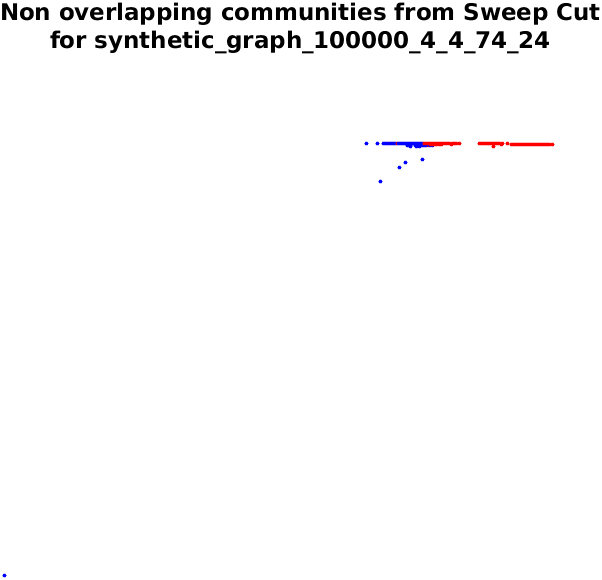 Non overlapping communities from Sweep Cut
for synthetic_graph_100000_4_4_74_24